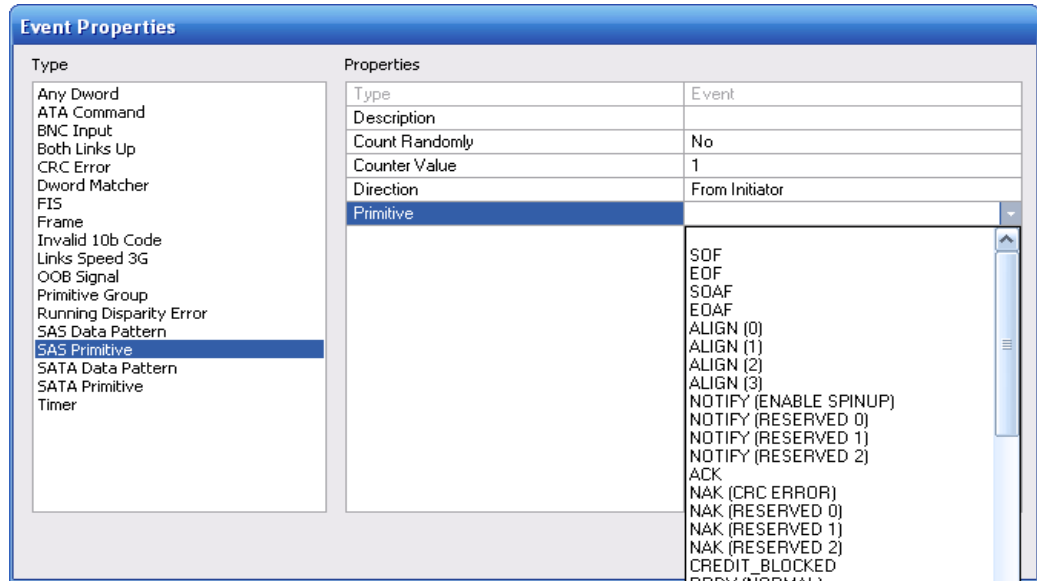 Event Properties
Type
Any Dword
ATA Command
BNC Input
Both Links Up
CRC Error
Dword Matcher
FIS
Frame
Invalid 10b Code
Links Speed 3G
OOB Signal
Primitive Group
Running Disparity Error
SAS Data Pattern
SAS Primitive
SATA Data Pattern
SATA Primitive
Timer
Properties
Type Event
Description
Count Randomly No
Counter Value 1
Direction From Initiator
Primitive
SOF
EOF
SOAF
EOAF
ALIGN (0)
ALIGN (1)
ALIGN (2)
ALIGN (3)
NOTIFY (ENABLE SPINUP)
NOTIFY (RESERVED 0)
NOTIFY (RESERVED 1)
NOTIFY (RESERVED 2)
ACK
NAK (CRC ERROR)
NAK (RESERVED 0)
NAK (RESERVED 1)
NAK (RESERVED 2)
CREDIT_BLOCKED